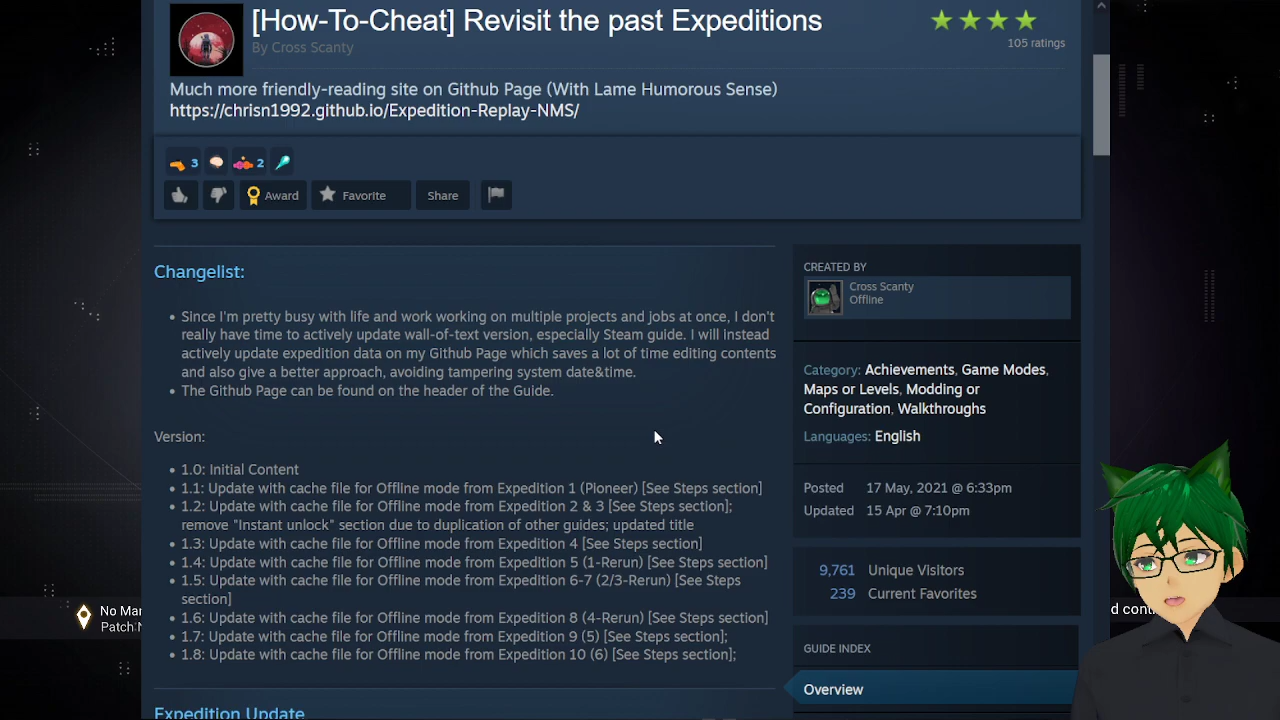 [How-To-Cheat] Revisit the past Expeditions
By Cross Scanty
105 ratings
Much more friendly-reading site on Github Page (With Lame Humorous Sense)
https://chrisn1992.github.io/Expedition-Replay-NMS/
3
2
Award
Favorite
Share
Changelist:
Since I'm pretty busy with life and work working on multiple projects and jobs at once, I don't
really have time to actively update wall-of-text version, especially Steam guide. I will instead
actively update expedition data on my Github Page which saves a lot of time editing contents
and also give a better approach, avoiding tampering system date&time.
The Github Page can be found on the header of the Guide.
Version:
1.0: Initial Content
1.1: Update with cache file for Offline mode from Expedition 1 (Pioneer) [See Steps section]
1.2: Update with cache file for Offline mode from Expedition 2 & 3 [See Steps section];
remove "Instant unlock" section due to duplication of other guides; updated title
1.3: Update with cache file for Offline mode from Expedition 4 [See Steps section]
1.4: Update with cache file for Offline mode from Expedition 5 (1-Rerun) [See Steps section]
1.5: Update with cache file for Offline mode from Expedition 6-7 (2/3-Rerun) [See Steps
section]
1.6: Update with cache file for Offline mode from Expedition 8 (4-Rerun) [See Steps section]
1.7: Update with cache file for Offline mode from Expedition 9 (5) [See Steps section];
1.8: Update with cache file for Offline mode from Expedition 10 (6) [See Steps section];
Expedition Update
CREATED BY
Cross Scanty
Offline
Category: Achievements, Game Modes,
Maps or Levels, Modding or
Configuration, Walkthroughs
Languages: English
Posted 17 May, 2021 @ 6:33pm
Updated 15 Apr @ 7:10pm
9,761 Unique Visitors
239 Current Favorites
GUIDE INDEX
Overview
No Mar
Patch: